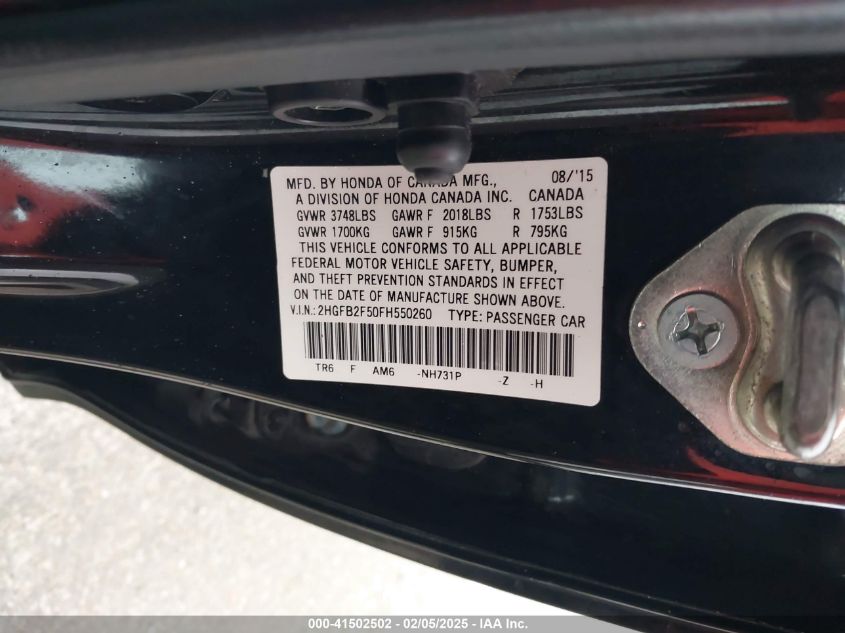 MFD. BY HONDA OF CANADA MFG., 08/'15
A DIVISION OF HONDA CANADA INC. CANADA
GVWR 3748LBS GAWR F 2018LBS R 1753LBS
GVWR 1700KG GAWR F 915KG R 795KG
THIS VEHICLE CONFORMS TO ALL APPLICABLE
FEDERAL MOTOR VEHICLE SAFETY, BUMPER,
AND THEFT PREVENTION STANDARDS IN EFFECT
ON THE DATE OF MANUFACTURE SHOWN ABOVE.
V.I.N.: 2HGFB2F50FH550260 TYPE: PASSENGER CAR
TR6 F AM6 -NH731P -Z -H
000-41502502 / 02/05/2025 - IAA Inc.